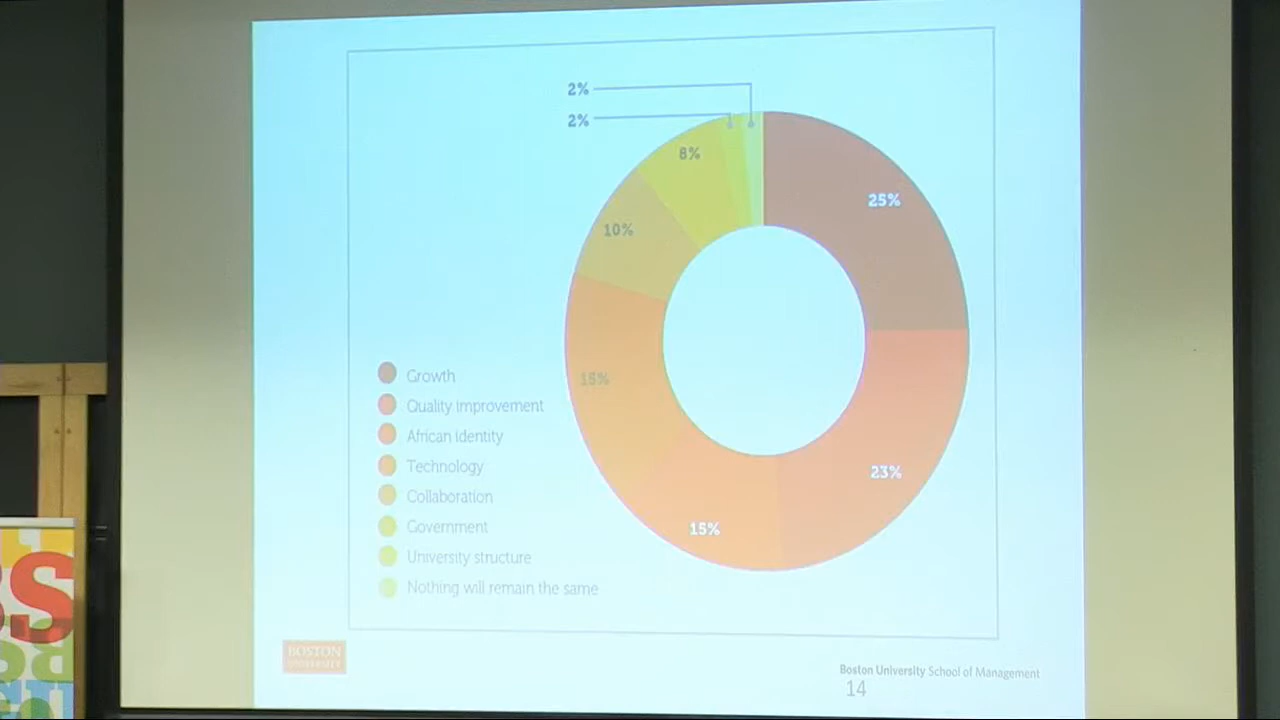 2%
2%
8%
25%
10%
15%
23%
15%
Growth
Quality improvement
African identity
Technology
Collaboration
Government
University structure
Nothing will remain the same
BOSTON
UNIVERSITY
Boston University School of Management
14